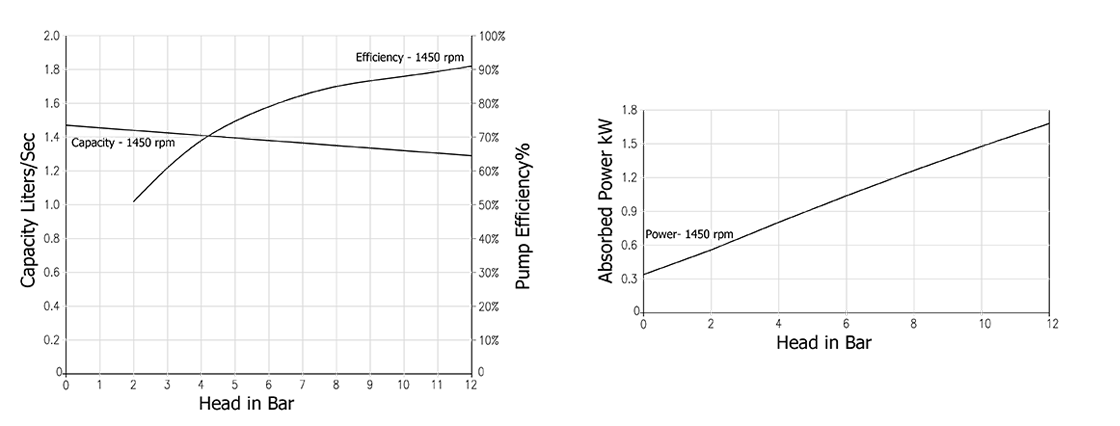 2.0
1.8
1.6
1.4
1.2
1.0
0.8
0.6
0.4
0.2
0
Capacity Liters/Sec
Efficiency - 1450 rpm
Capacity - 1450 rpm
100%
90%
80%
70%
60%
50%
40%
30%
20%
10%
0
Pump Efficiency%
0 1 2 3 4 5 6 7 8 9 10 11 12
Head in Bar
1.8
1.5
1.2
0.9
0.6
0.3
0
Absorbed Power kW
Power- 1450 rpm
0 2 4 6 8 10 12
Head in Bar